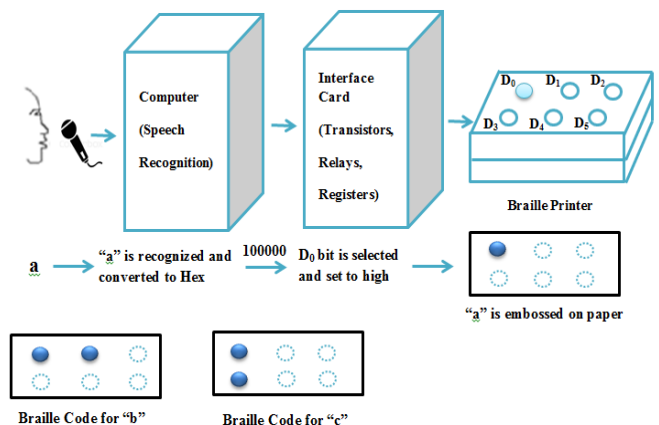 Computer
(Speech
Recognition)
Interface
Card
(Transistors,
Relays,
Registers)
D0 D1 D2
D3 D4 D5
Braille Printer
a
“a” is recognized and
converted to Hex
100000
D0 bit is selected
and set to high
“a” is embossed on paper
Braille Code for “b”
Braille Code for “c”